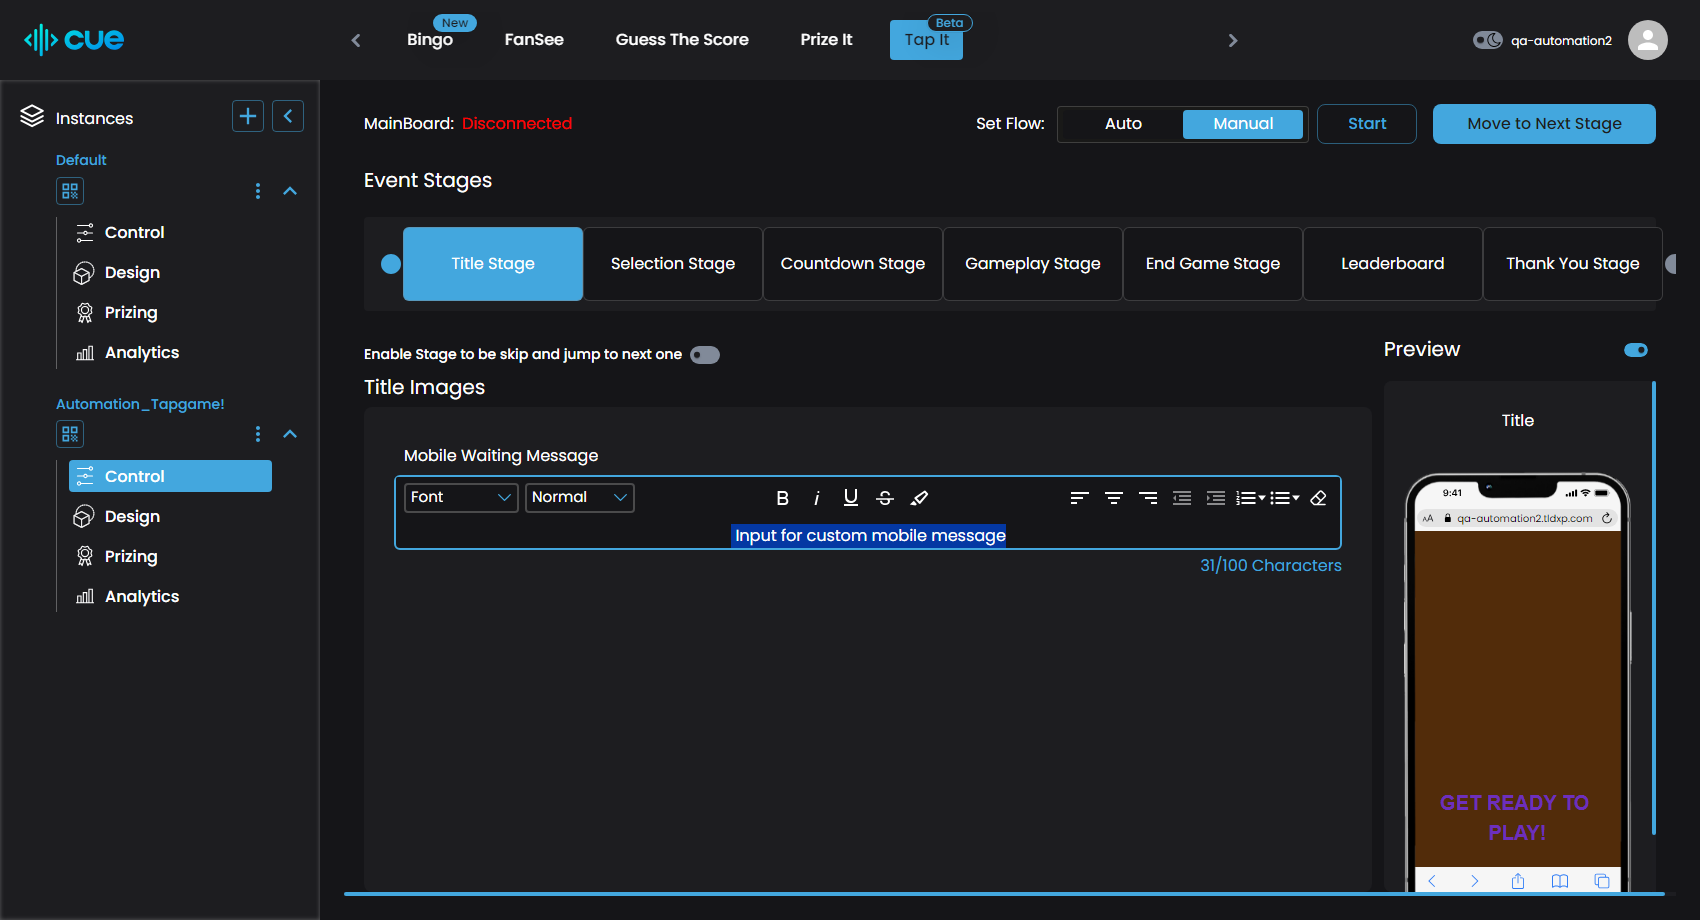 cue
New
Bingo
FanSee
Guess The Score
Prize It
Beta
Tap It
qa-automation2
Instances
Default
Control
Design
Prizing
Analytics
Automation_Tapgame!
Control
Design
Prizing
Analytics
MainBoard: Disconnected
Set Flow:
Auto
Manual
Start
Move to Next Stage
Event Stages
Title Stage
Selection Stage
Countdown Stage
Gameplay Stage
End Game Stage
Leaderboard
Thank You Stage
Enable Stage to be skip and jump to next one
Title Images
Mobile Waiting Message
Font
Normal
B i U S
Input for custom mobile message
31/100 Characters
Preview
Title
9:41
AA qa-automation2.tldxp.com
GET READY TO
PLAY!